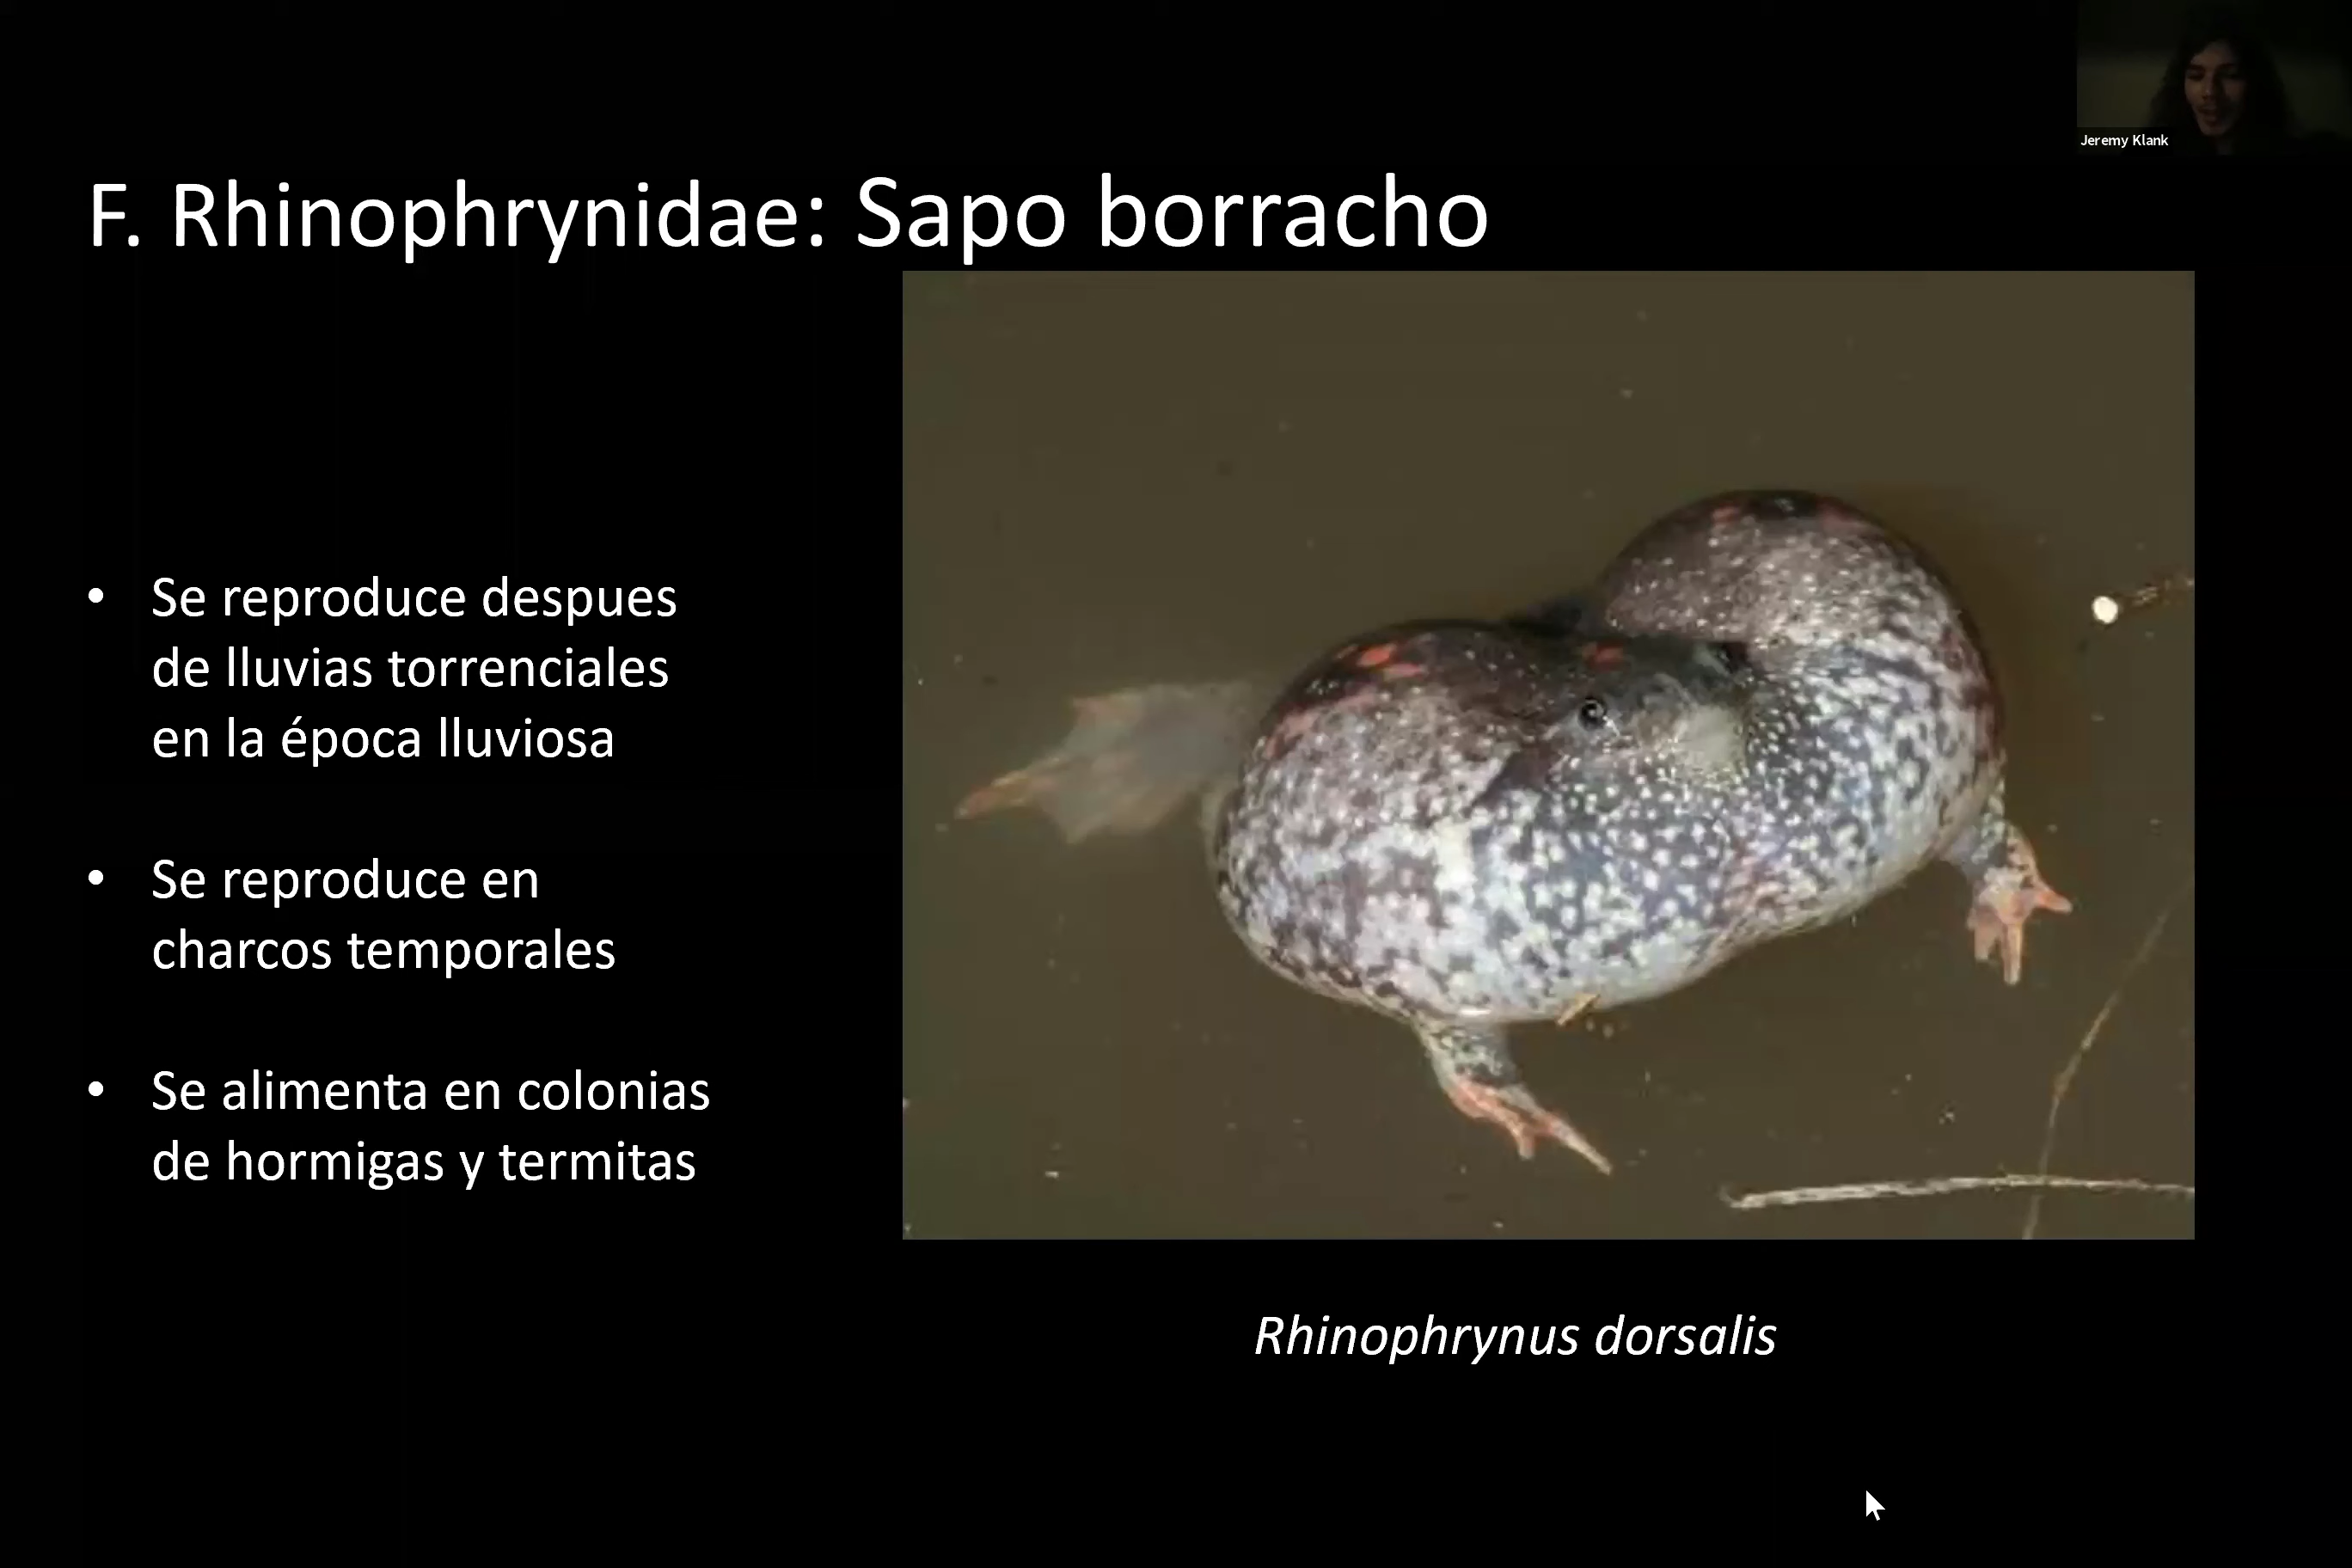 Jeremy Klank
F. Rhinophrynidae: Sapo borracho
• Se reproduce despues
de lluvias torrenciales
en la época lluviosa
• Se reproduce en
charcos temporales
• Se alimenta en colonias
de hormigas y termitas
Rhinophrynus dorsalis